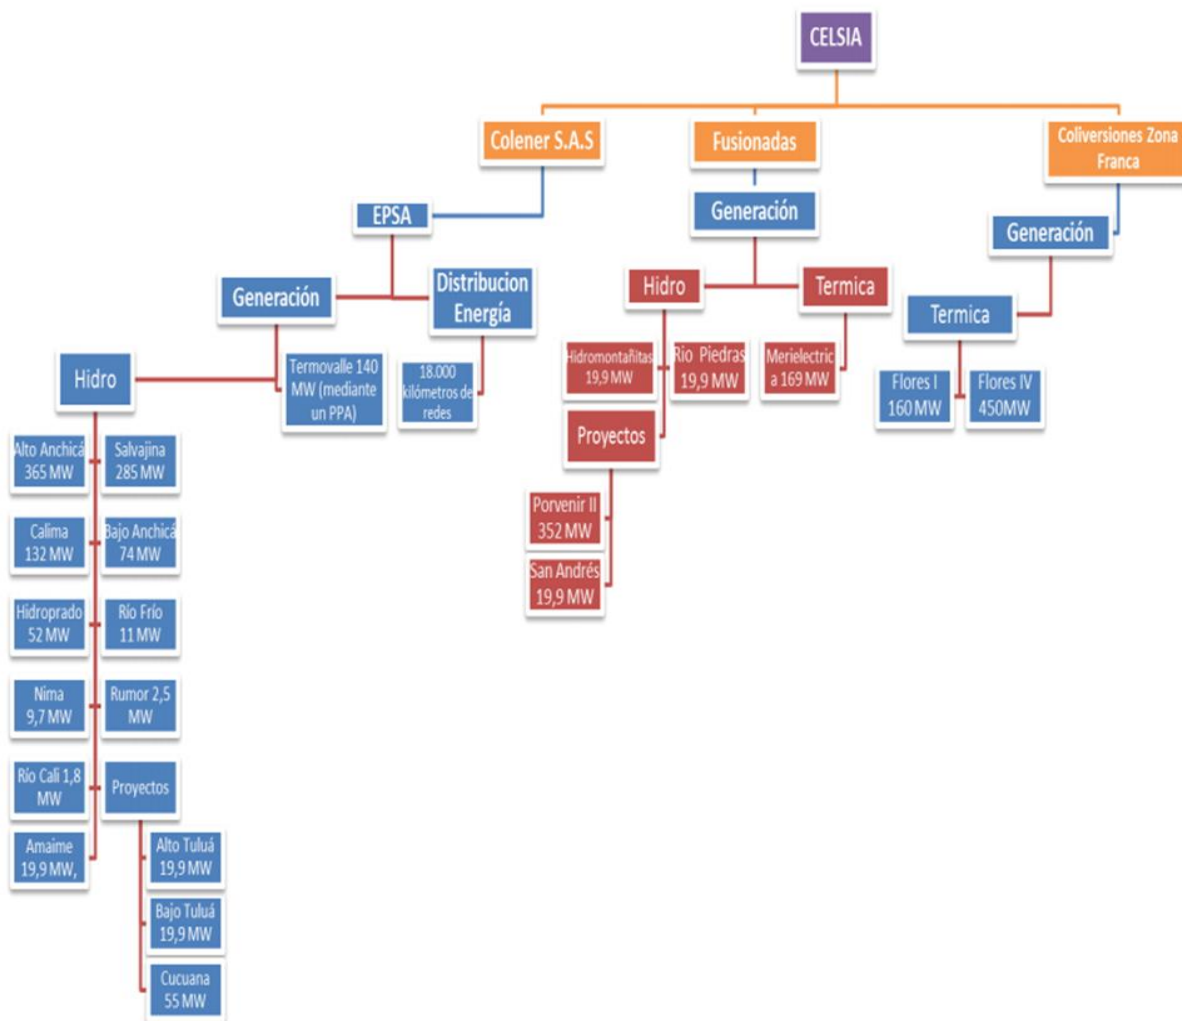 CELSIA
Colener S.A.S
Fusionadas
Coliversiones Zona
Franca
EPSA
Generación
Generación
Generación
Distribucion
Energía
Hidro
Termica
Termica
Hidro
Termovalle 140
MW (mediante
un PPA)
18.000
kilómetros de
redes
Hidromontañitas
19,9 MW
Rio Piedras
19,9 MW
Merielectric
a 169 MW
Flores I
160 MW
Flores IV
450MW
Proyectos
Porvenir II
352 MW
San Andrés
19,9 MW
Alto Anchicá
365 MW
Salvajina
285 MW
Calima
132 MW
Bajo Anchicá
74 MW
Hidroprado
52 MW
Río Frío
11 MW
Nima
9,7 MW
Rumor 2,5
MW
Río Cali 1,8
MW
Proyectos
Amaime
19,9 MW,
Alto Tuluá
19,9 MW
Bajo Tuluá
19,9 MW
Cucuana
55 MW